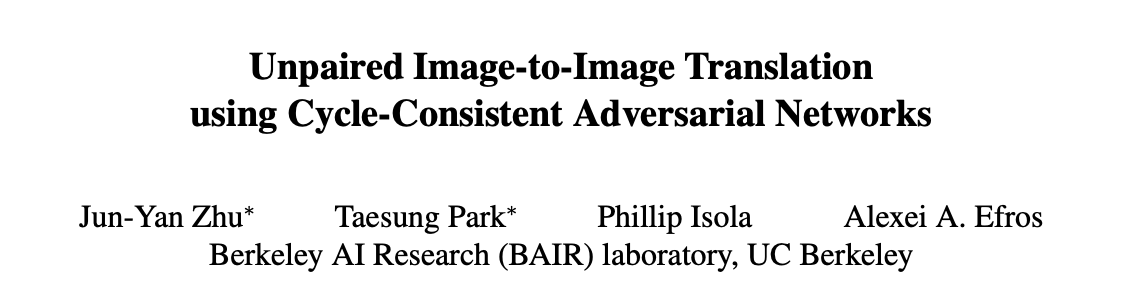 Unpaired Image-to-Image Translation
using Cycle-Consistent Adversarial Networks
Jun-Yan Zhu* Taesung Park* Phillip Isola Alexei A. Efros
Berkeley AI Research (BAIR) laboratory, UC Berkeley